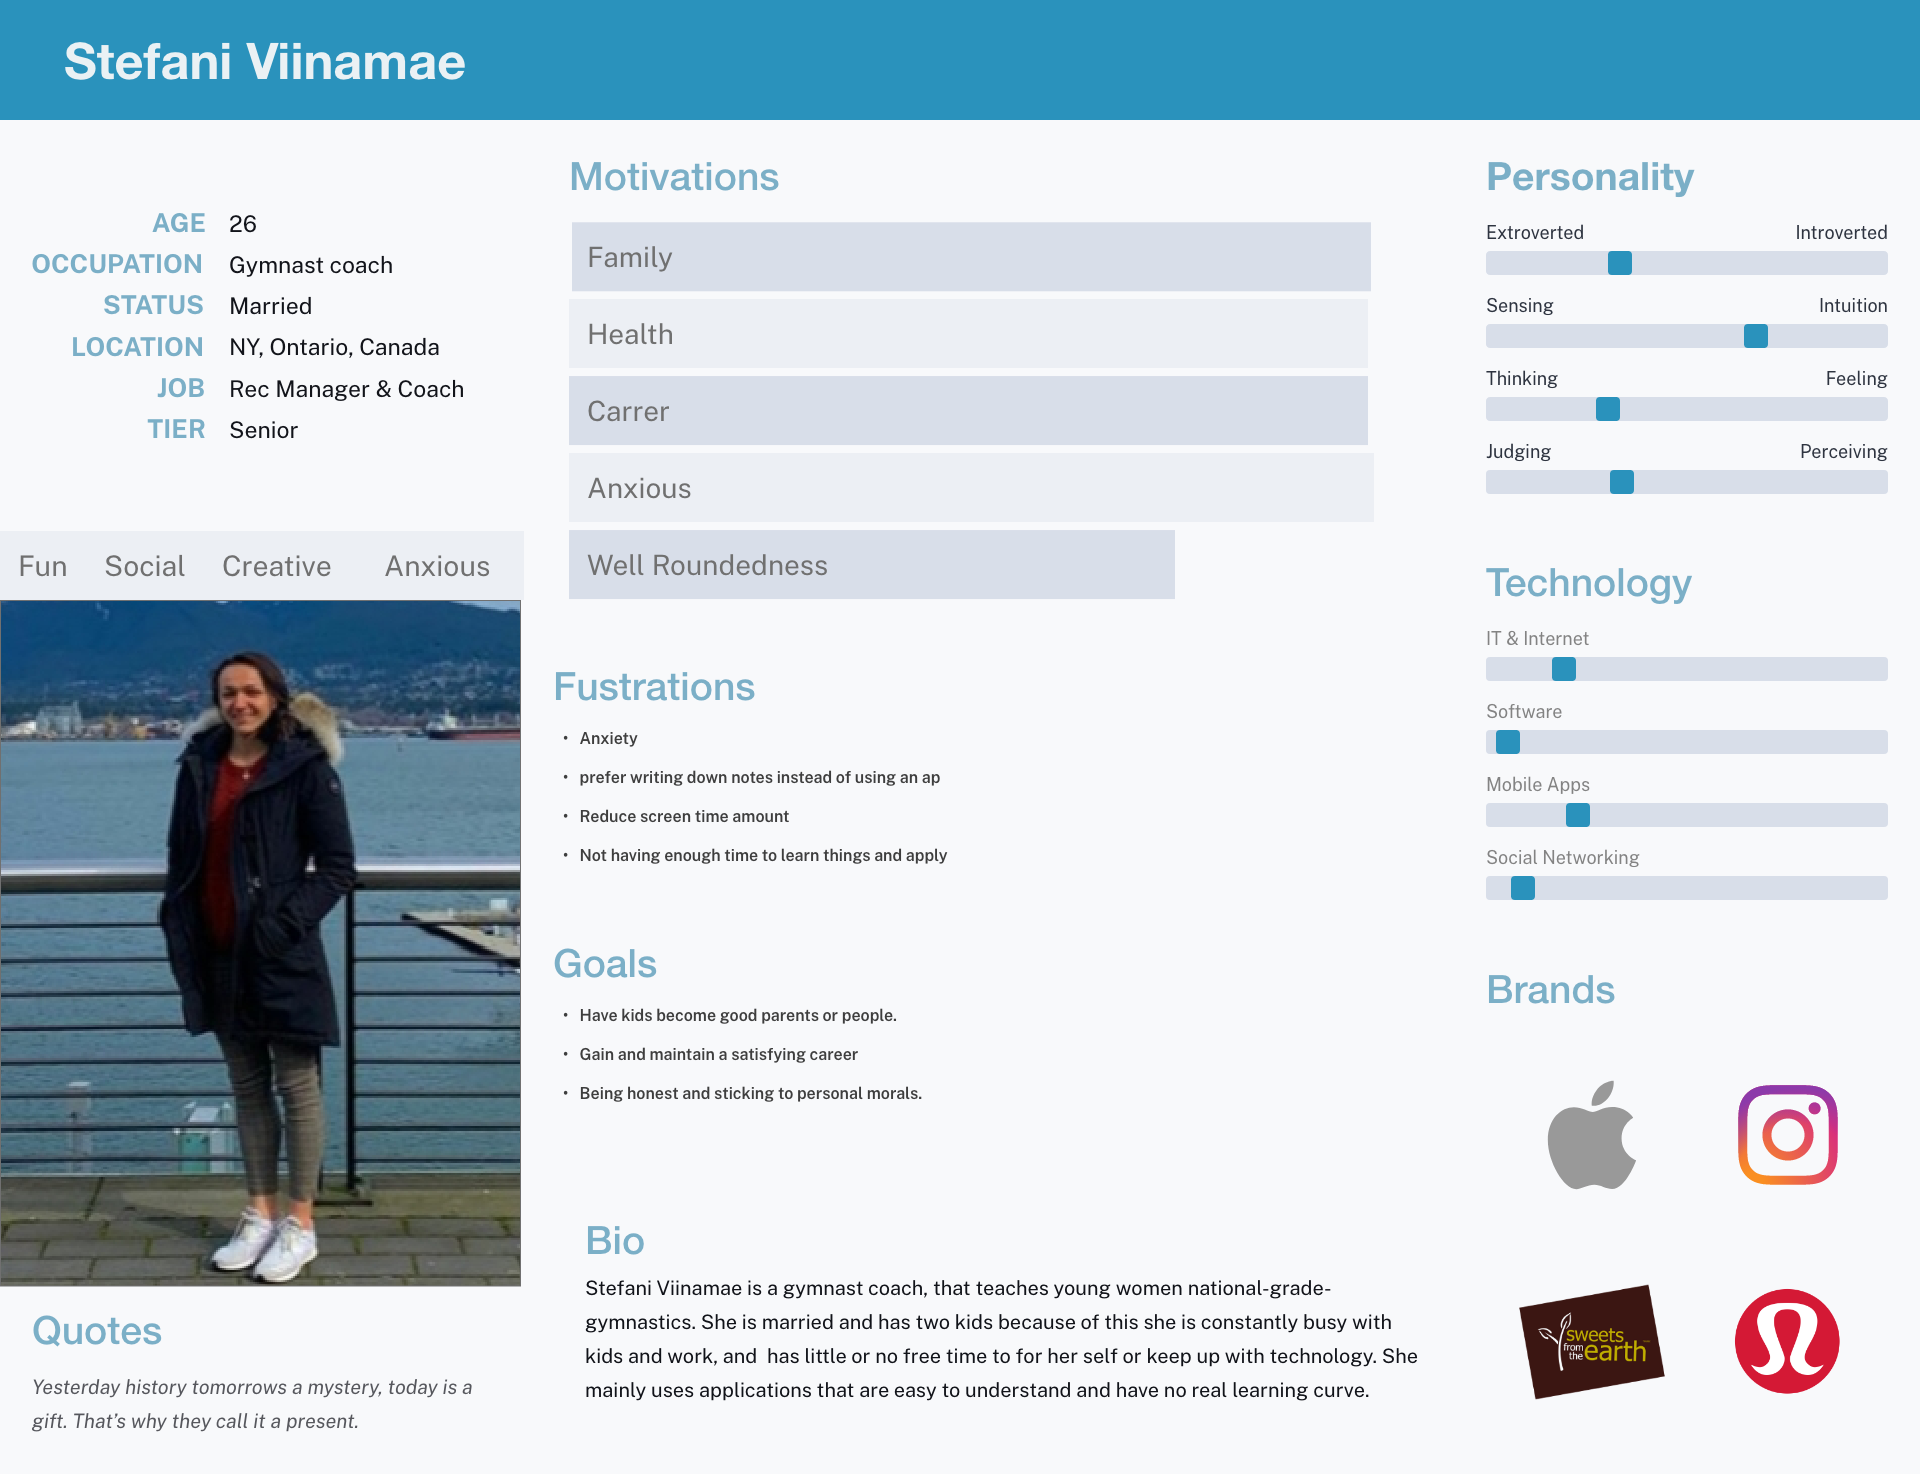 Stefani Viinamae
AGE 26
OCCUPATION Gymnast coach
STATUS Married
LOCATION NY, Ontario, Canada
JOB Rec Manager & Coach
TIER Senior
Fun Social Creative Anxious
Quotes
Yesterday history tomorrows a mystery, today is a
gift. That's why they call it a present.
Motivations
Family
Health
Carrer
Anxious
Well Roundedness
Fustrations
• Anxiety
• prefer writing down notes instead of using an ap
• Reduce screen time amount
• Not having enough time to learn things and apply
Goals
• Have kids become good parents or people.
• Gain and maintain a satisfying career
• Being honest and sticking to personal morals.
Bio
Stefani Viinamae is a gymnast coach, that teaches young women national-grade-
gymnastics. She is married and has two kids because of this she is constantly busy with
kids and work, and  has little or no free time to for her self or keep up with technology. She
mainly uses applications that are easy to understand and have no real learning curve.
Personality
Extroverted Introverted
Sensing Intuition
Thinking Feeling
Judging Perceiving
Technology
IT & Internet
Software
Mobile Apps
Social Networking
Brands
sweets
from
the earth